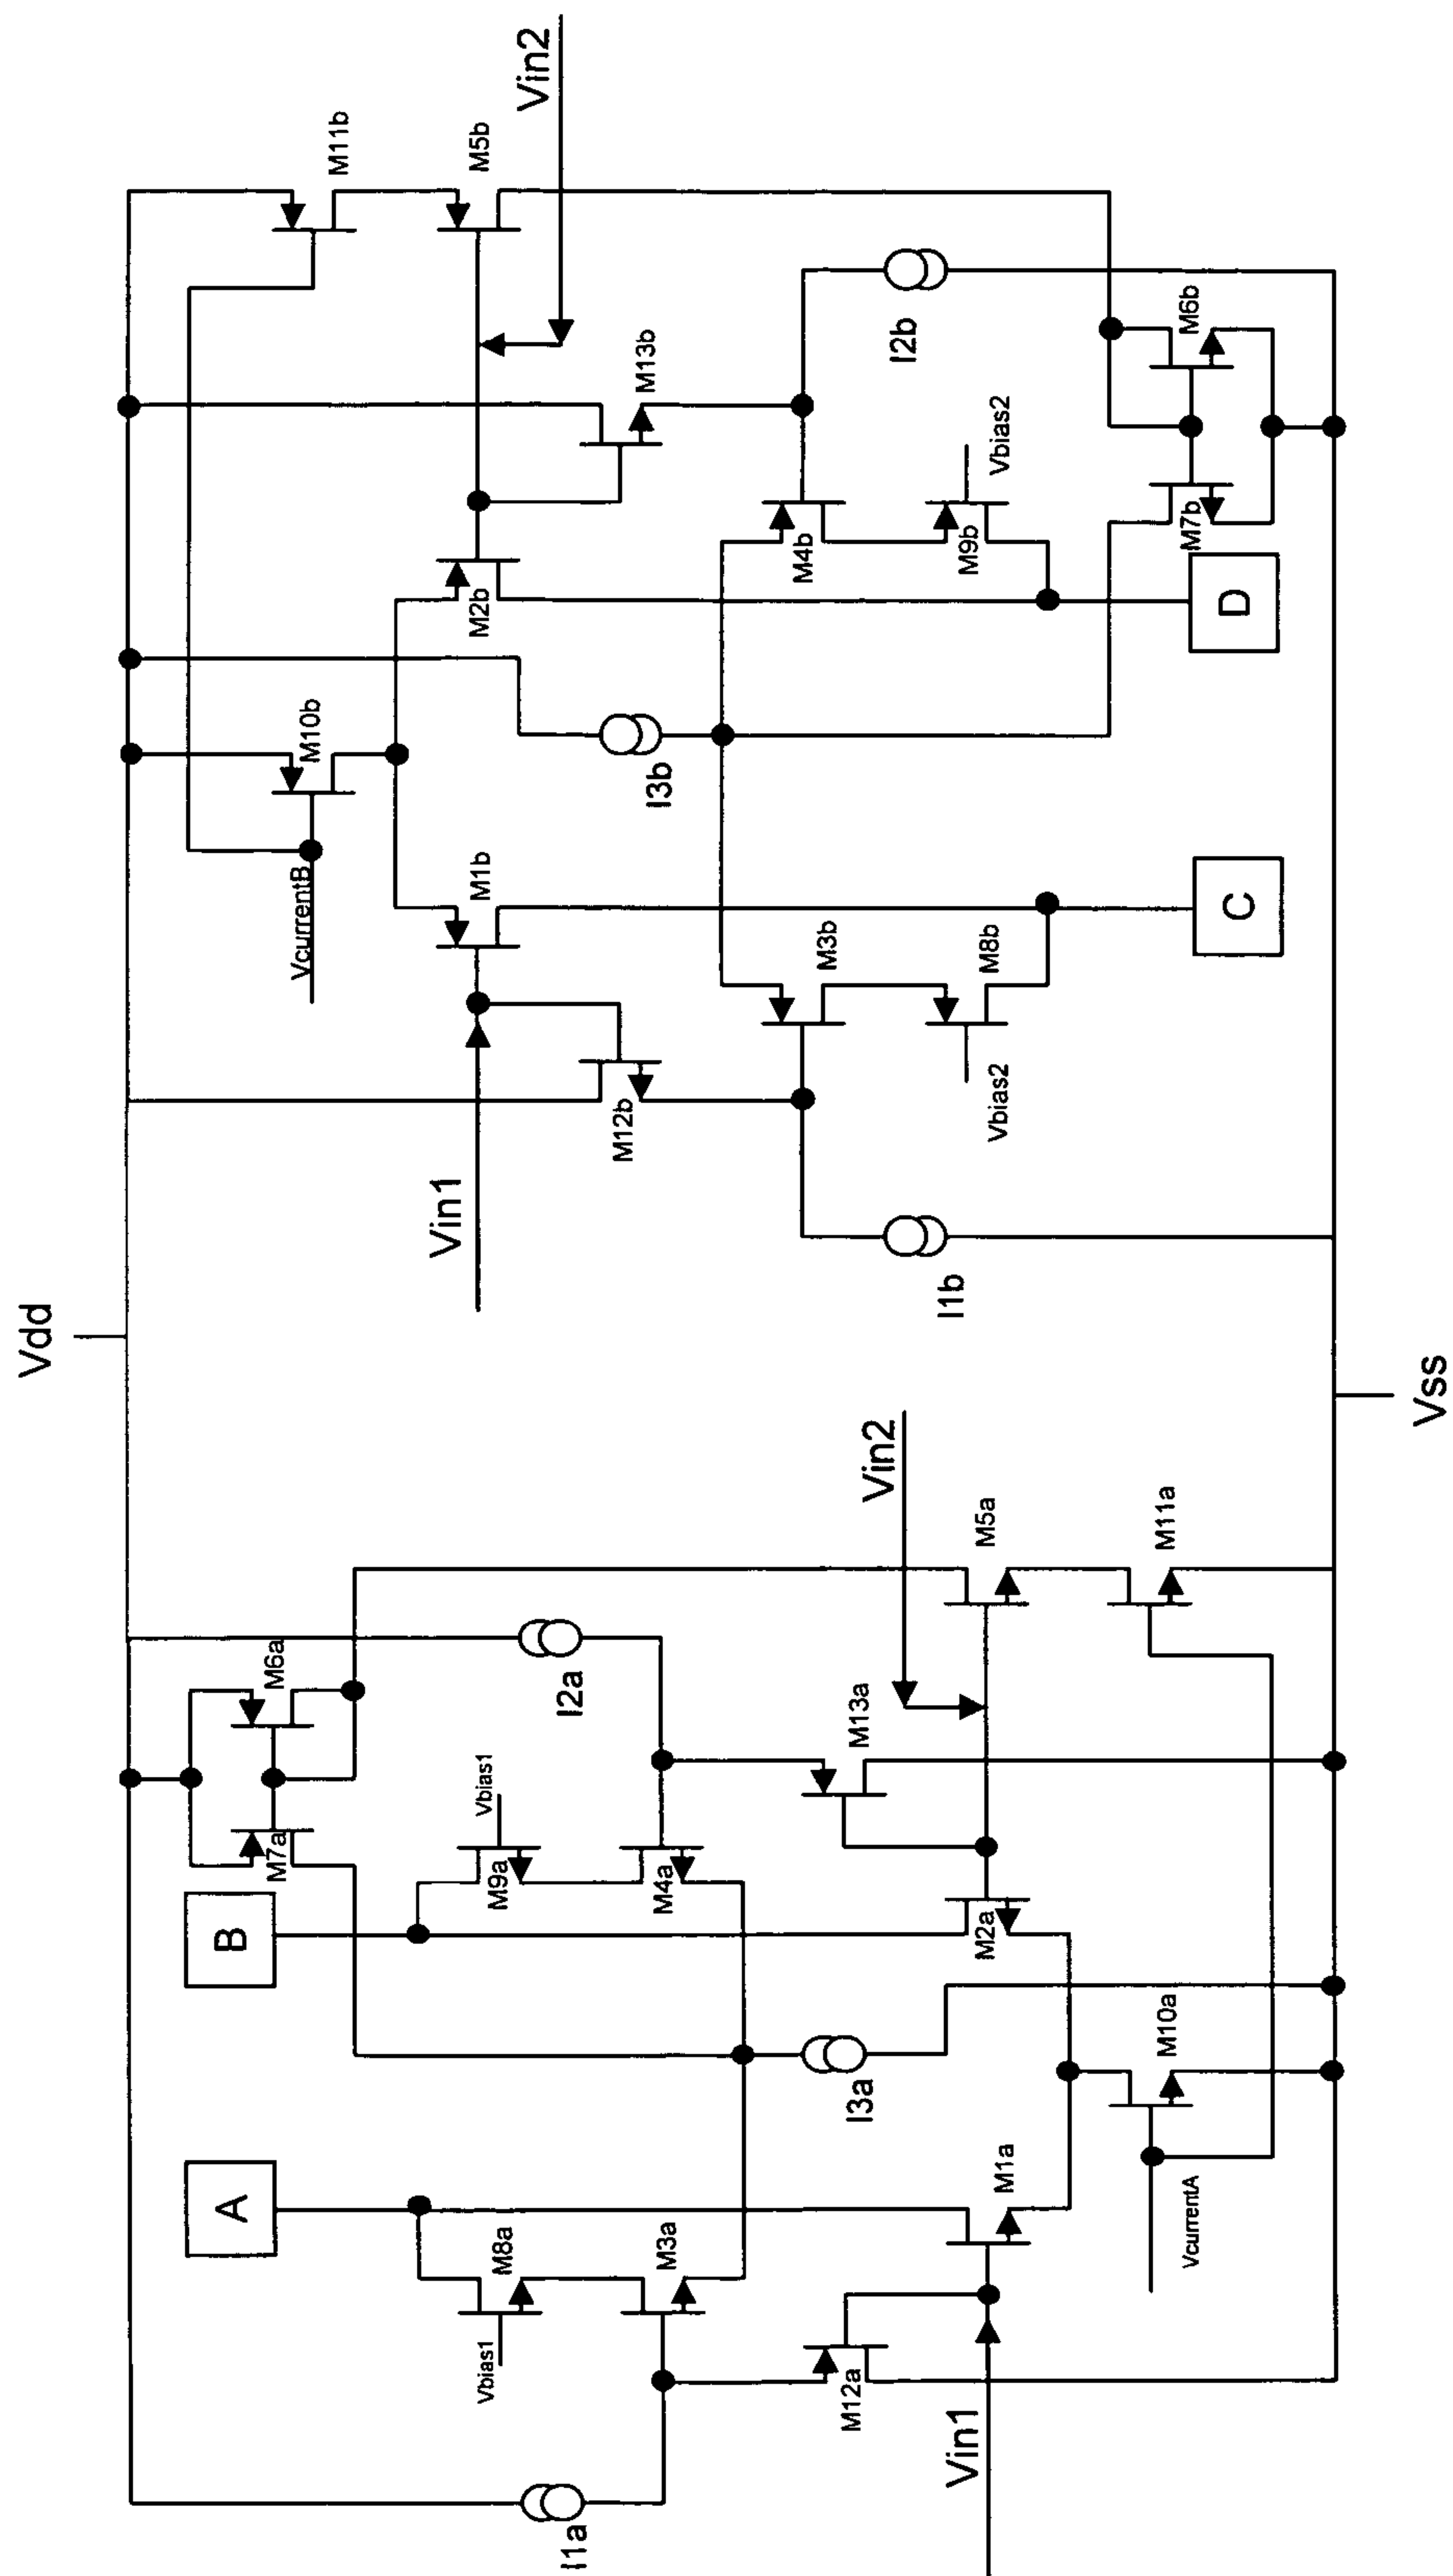 Vdd
I1a
Vin1
M12a
Vbias1
M8a
M3a
A
M1a
VcurrentA
M10a
I3a
B
M7a
M6a
M9a
Vbias1
M4a
M2a
I2a
M13a
Vin2
M5a
M11a
Vss
I1b
Vin1
M12b
Vbias2
M8b
M3b
C
M1b
VcurrentB
M10b
I3b
D
M2b
M4b
M9b
Vbias2
M7b
M6b
I2b
M13b
Vin2
M5b
M11b